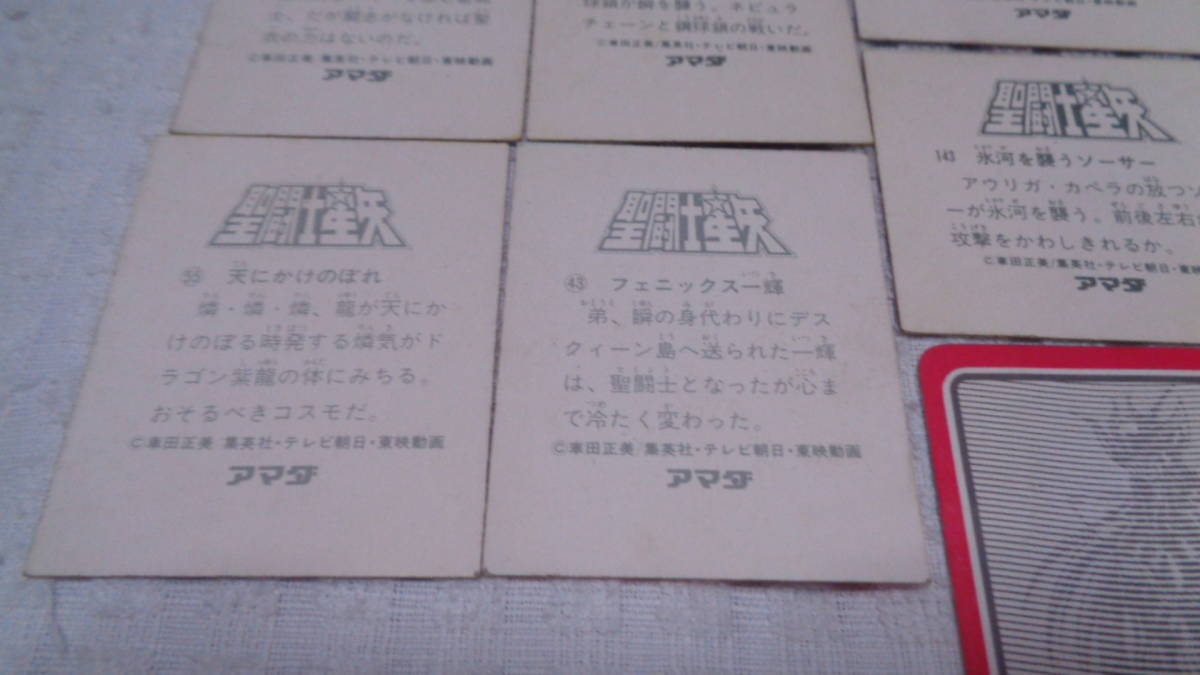 士、だが闘志がなければ聖
衣の力はないのだ。
©車田正美 集英社・テレビ朝日・東映動画
アマダ
球鎖が瞬を襲う。ネビュラ
チェーンと鋼球鎖の戦いだ。
©車田正美/集英社・テレビ朝日・東映動画
アマダ
アマダ
聖闘士星矢
143 氷河を襲うソーサー
アウリガ・カペラの放つソ
ーが氷河を襲う。前後左右
攻撃をかわしきれるか。
©車田正美/集英社・テレビ朝日・東映
アマダ
聖闘士星矢
55 天にかけのぼれ
燐・燐・燐、龍が天にか
けのぼる時発する燐気がド
ラゴン紫龍の体にみちる。
おそるべきコスモだ。
©車田正美 集英社・テレビ朝日・東映動画
アマダ
聖闘士星矢
43 フェニックス一輝
弟、瞬の身代わりにデス
クィーン島へ送られた一輝
は、聖闘士となったが心ま
で冷たく変わった。
©車田正美/集英社・テレビ朝日・東映動画
アマダ